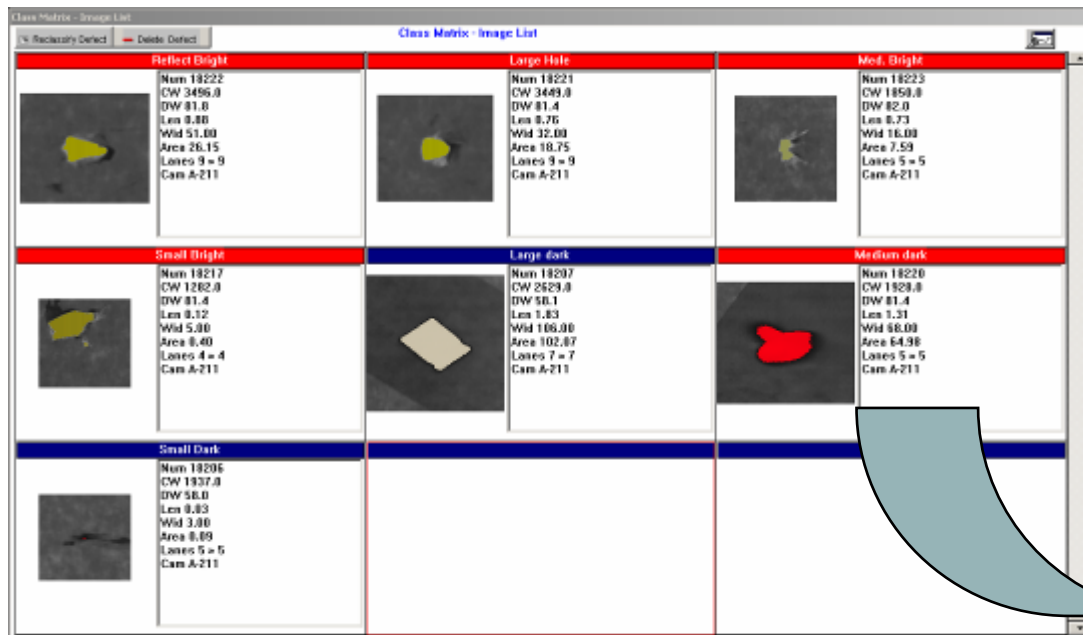 Class Matrix - Image List
Reclassify Defect
Delete Defect
Class Matrix - Image List
Reflect Bright
Num 18222
CW 3496.0
DW 81.8
Len 0.88
Wid 51.00
Area 26.15
Lanes 9 = 9
Cam A-211
Large Hole
Num 18221
CW 3449.0
DW 81.4
Len 0.76
Wid 32.00
Area 18.75
Lanes 9 = 9
Cam A-211
Med. Bright
Num 18223
CW 1850.0
DW 82.0
Len 0.73
Wid 16.00
Area 7.59
Lanes 5 = 5
Cam A-211
Small Bright
Num 18217
CW 1282.0
DW 81.4
Len 0.12
Wid 5.00
Area 0.40
Lanes 4 = 4
Cam A-211
Large dark
Num 18207
CW 2629.0
DW 58.1
Len 1.83
Wid 106.00
Area 102.07
Lanes 7 = 7
Cam A-211
Medium dark
Num 18220
CW 1928.0
DW 81.4
Len 1.31
Wid 68.00
Area 64.98
Lanes 5 = 5
Cam A-211
Small Dark
Num 18206
CW 1937.0
DW 58.0
Len 0.03
Wid 3.00
Area 0.09
Lanes 5 = 5
Cam A-211